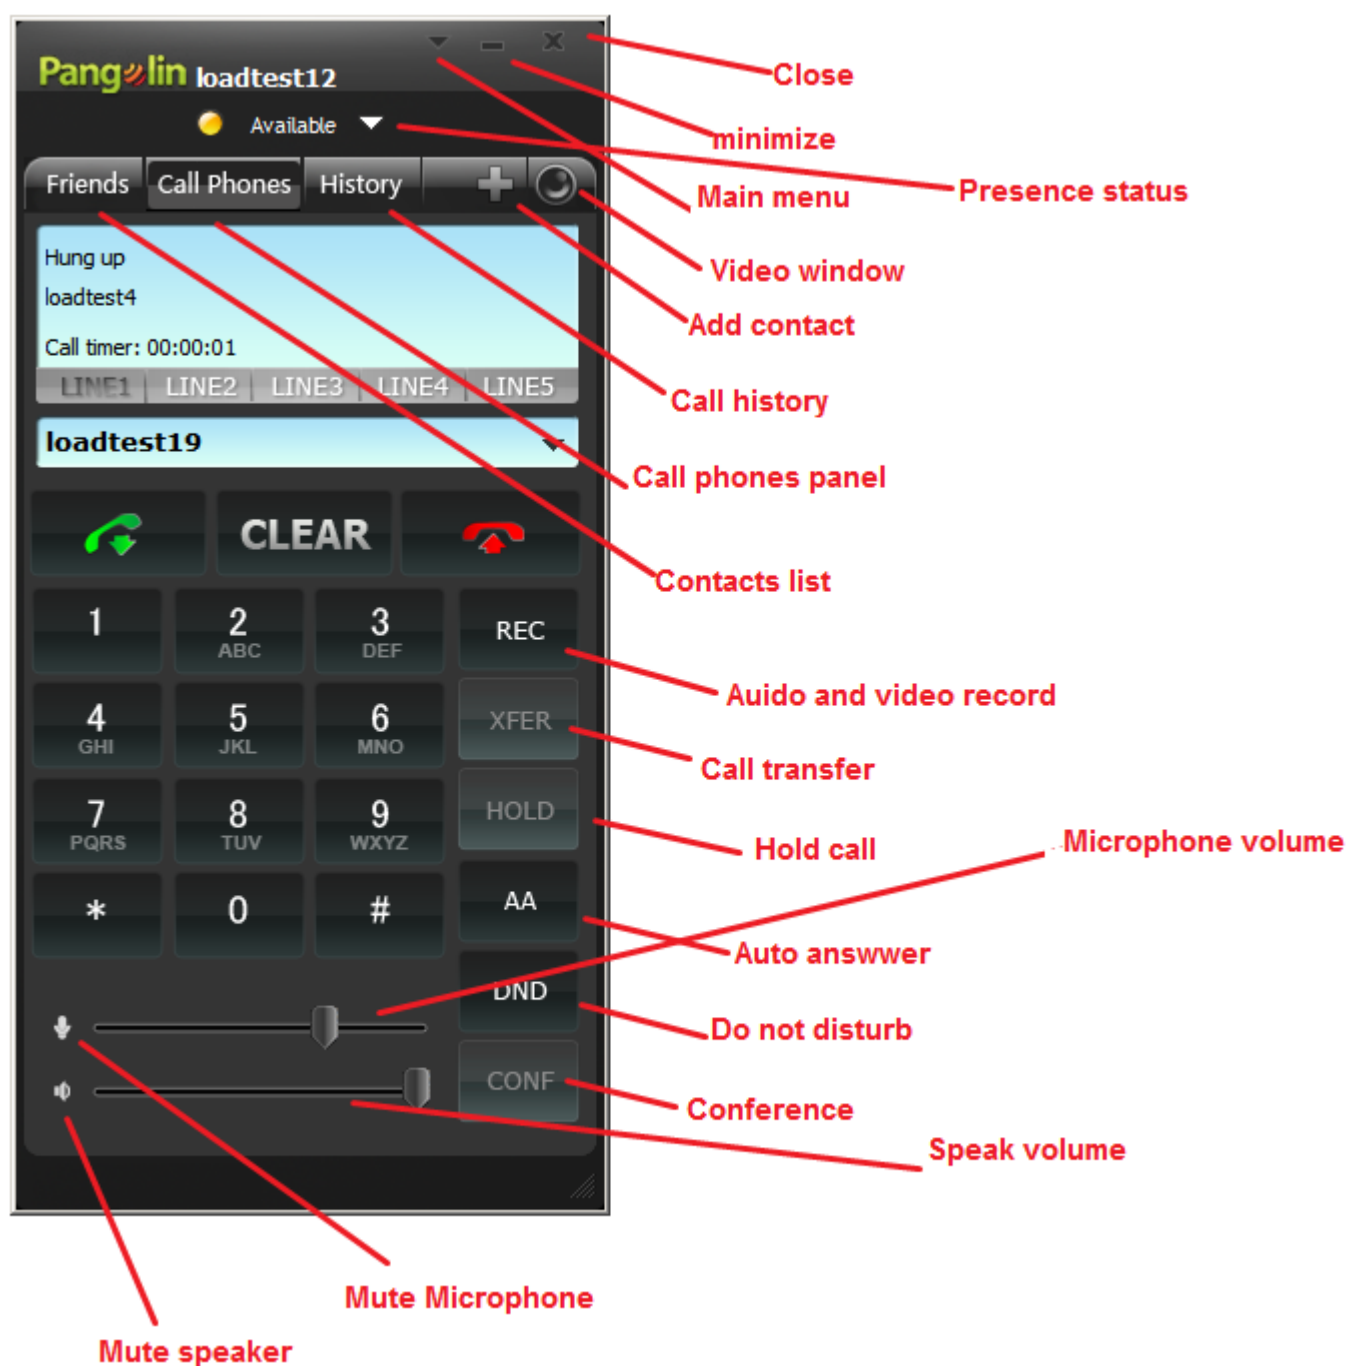 Pangolin loadtest12
Close
Available
minimize
Friends
Call Phones
History
Main menu
Presence status
Hung up
Video window
loadtest4
Add contact
Call timer: 00:00:01
LINE1 LINE2 LINE3 LINE4 LINE5
Call history
loadtest19
Call phones panel
CLEAR
Contacts list
1
2
ABC
3
DEF
REC
Auido and video record
4
GHI
5
JKL
6
MNO
XFER
Call transfer
7
PQRS
8
TUV
9
WXYZ
HOLD
Hold call
Microphone volume
*
0
#
AA
Auto answwer
DND
Do not disturb
CONF
Conference
Speak volume
Mute Microphone
Mute speaker